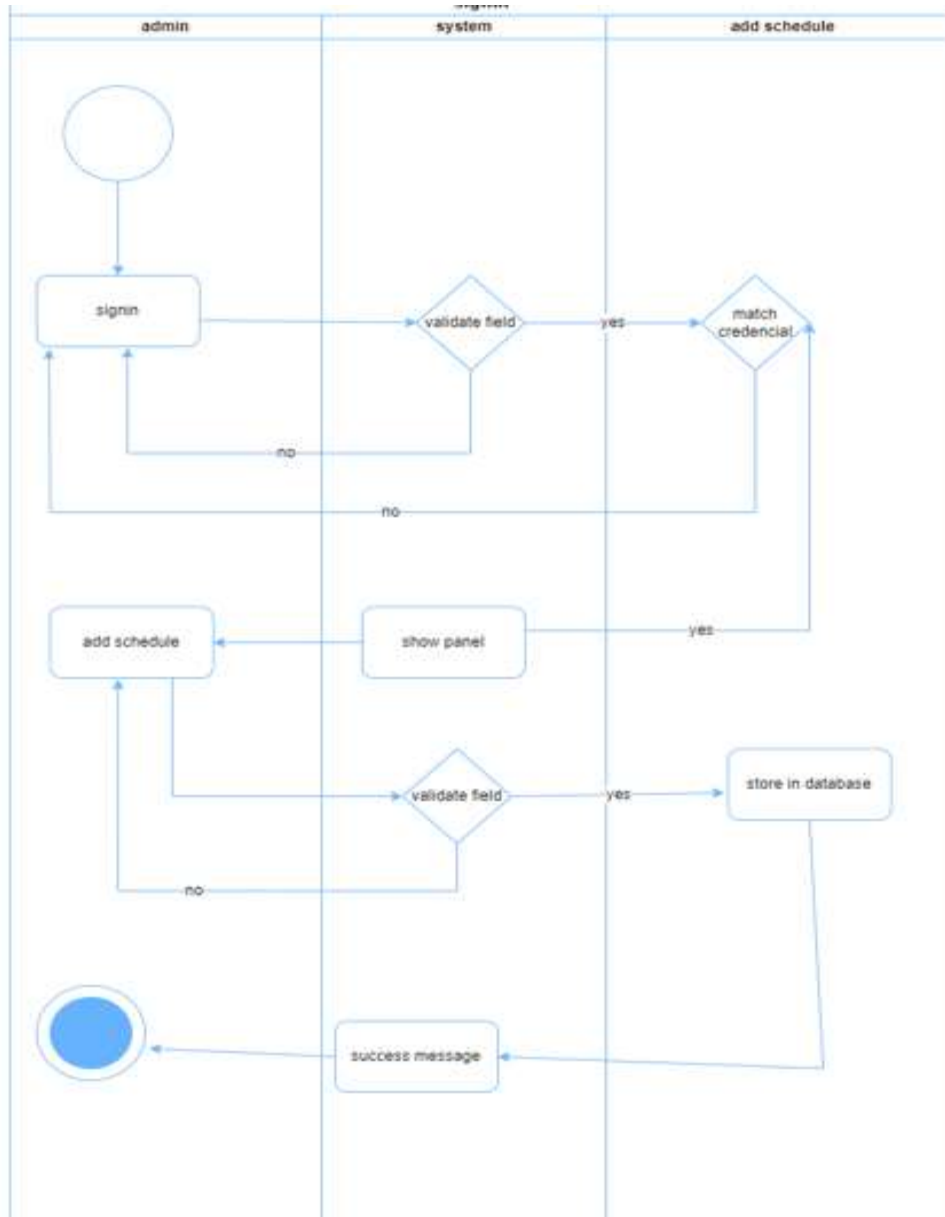 admin
system
add schedule
signin
validate field
yes
match
credencial
no
no
add schedule
show panel
yes
validate field
yes
store in database
no
success message